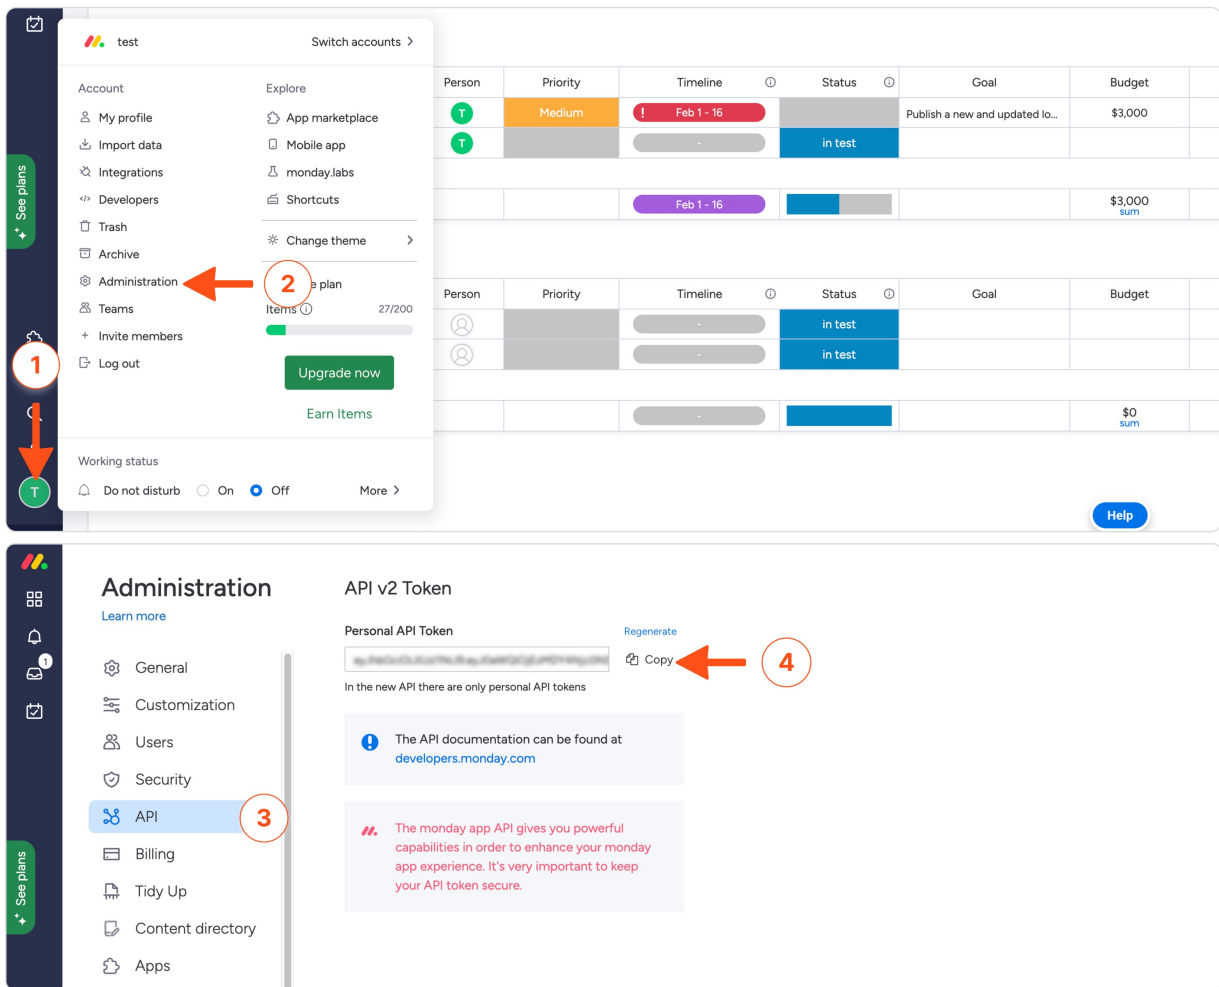 test
Switch accounts
Account
Explore
My profile
App marketplace
Import data
Mobile app
Integrations
monday.labs
Developers
Shortcuts
Trash
Change theme
Archive
Administration
2
e plan
Teams
Items
27/200
Invite members
Log out
Upgrade now
Earn Items
Working status
Do not disturb
On
Off
More
See plans
1
T
Person
Priority
Timeline
Status
Goal
Budget
T
Medium
! Feb 1 - 16
Publish a new and updated lo...
$3,000
T
-
in test
Feb 1 - 16
$3,000
sum
Person
Priority
Timeline
Status
Goal
Budget
-
in test
-
in test
-
$0
sum
Help
1
See plans
Administration
Learn more
General
Customization
Users
Security
API
3
Billing
Tidy Up
Content directory
Apps
API v2 Token
Personal API Token
Regenerate
Copy
4
In the new API there are only personal API tokens
The API documentation can be found at
developers.monday.com
The monday app API gives you powerful
capabilities in order to enhance your monday
app experience. It's very important to keep
your API token secure.